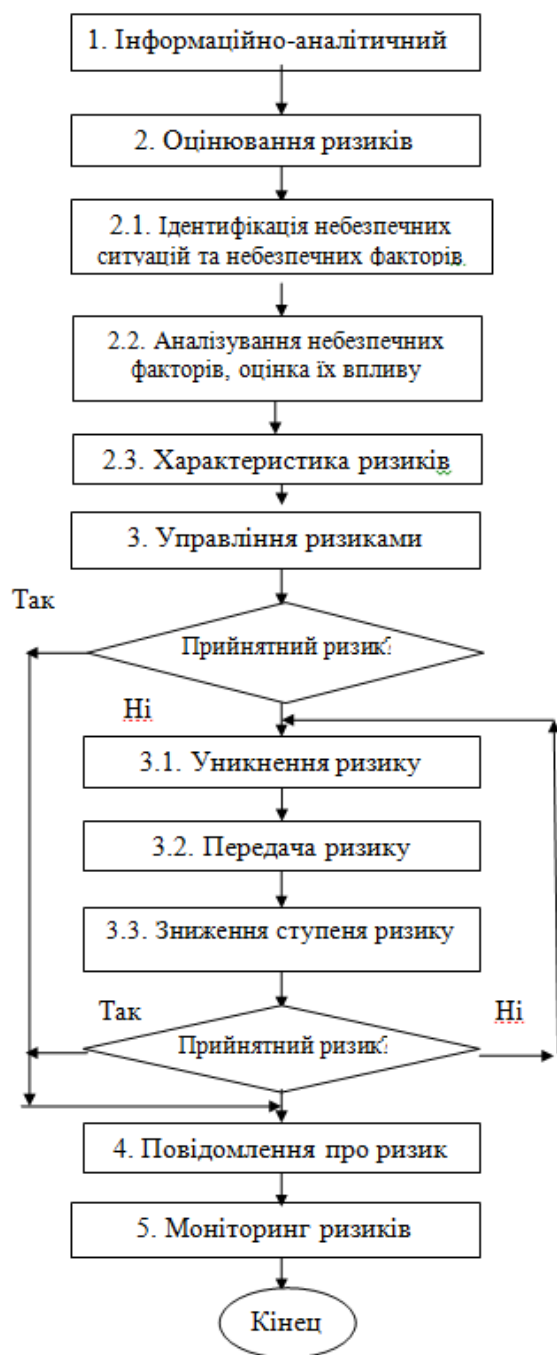 1. Інформаційно-аналітичний
2. Оцінювання ризиків
2.1. Ідентифікація небезпечних
ситуацій та небезпечних факторів.
2.2. Аналізування небезпечних
факторів, оцінка їх впливу
2.3. Характеристика ризиків
3. Управління ризиками
Так
Прийнятний ризик?
Ні
3.1. Уникнення ризику
3.2. Передача ризику
3.3. Зниження ступеня ризику
Так
Ні
Прийнятний ризик?
4. Повідомлення про ризик
5. Моніторинг ризиків
Кінец